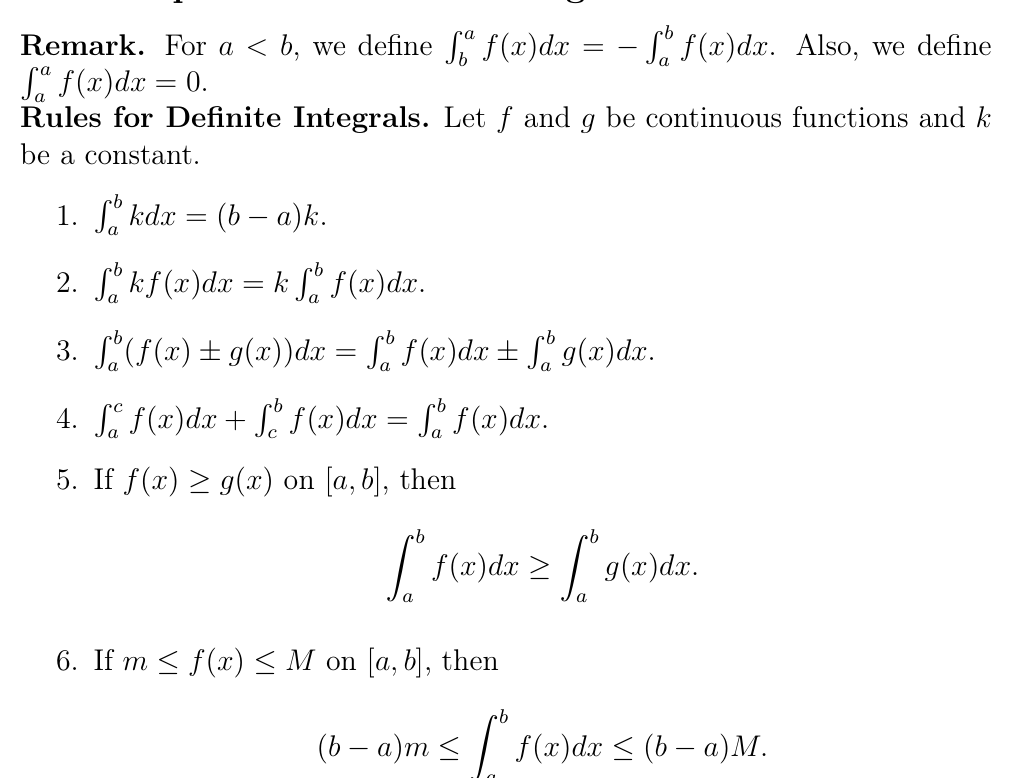 Remark. For a < b, we define ∫_b^a f(x)dx = − ∫_a^b f(x)dx. Also, we define
∫_a^a f(x)dx = 0.
Rules for Definite Integrals. Let f and g be continuous functions and k
be a constant.
1. ∫_a^b kdx = (b − a)k.
2. ∫_a^b kf(x)dx = k ∫_a^b f(x)dx.
3. ∫_a^b (f(x) ± g(x))dx = ∫_a^b f(x)dx ± ∫_a^b g(x)dx.
4. ∫_a^c f(x)dx + ∫_c^b f(x)dx = ∫_a^b f(x)dx.
5. If f(x) ≥ g(x) on [a, b], then
∫_a^b f(x)dx ≥ ∫_a^b g(x)dx.
6. If m ≤ f(x) ≤ M on [a, b], then
(b − a)m ≤ ∫_a^b f(x)dx ≤ (b − a)M.